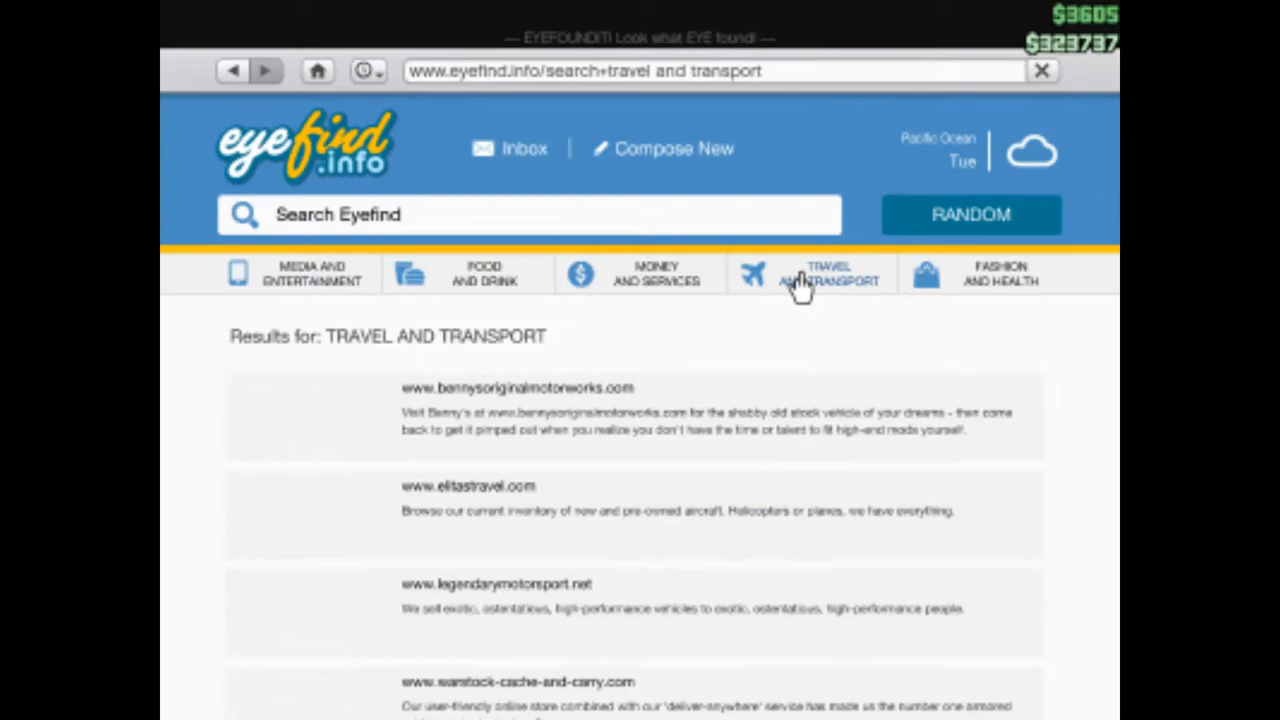 $3605
— EYEFOUNDIT! Look what EYE found! —
$323737
www.eyefind.info/search+travel and transport
eyefind
.info
Inbox
Compose New
Pacific Ocean
Tue
Search Eyefind
RANDOM
MEDIA AND
ENTERTAINMENT
FOOD
AND DRINK
MONEY
AND SERVICES
TRAVEL
AND TRANSPORT
FASHION
AND HEALTH
Results for: TRAVEL AND TRANSPORT
www.bennysoriginalmotorworks.com
Visit Benny's at www.bennysoriginalmotorworks.com for the shabby old stock vehicle of your dreams - then come
back to get it pimped out when you realize you don't have the time or talent to fit high-end mods yourself.
www.elitastravel.com
Browse our current inventory of new and pre-owned aircraft. Helicopters or planes, we have everything.
www.legendarymotorsport.net
We sell exotic, ostentatious, high-performance vehicles to exotic, ostentatious, high-performance people.
www.warstock-cache-and-carry.com
Our user-friendly online store combined with our 'deliver-anywhere' service has made us the number one armored